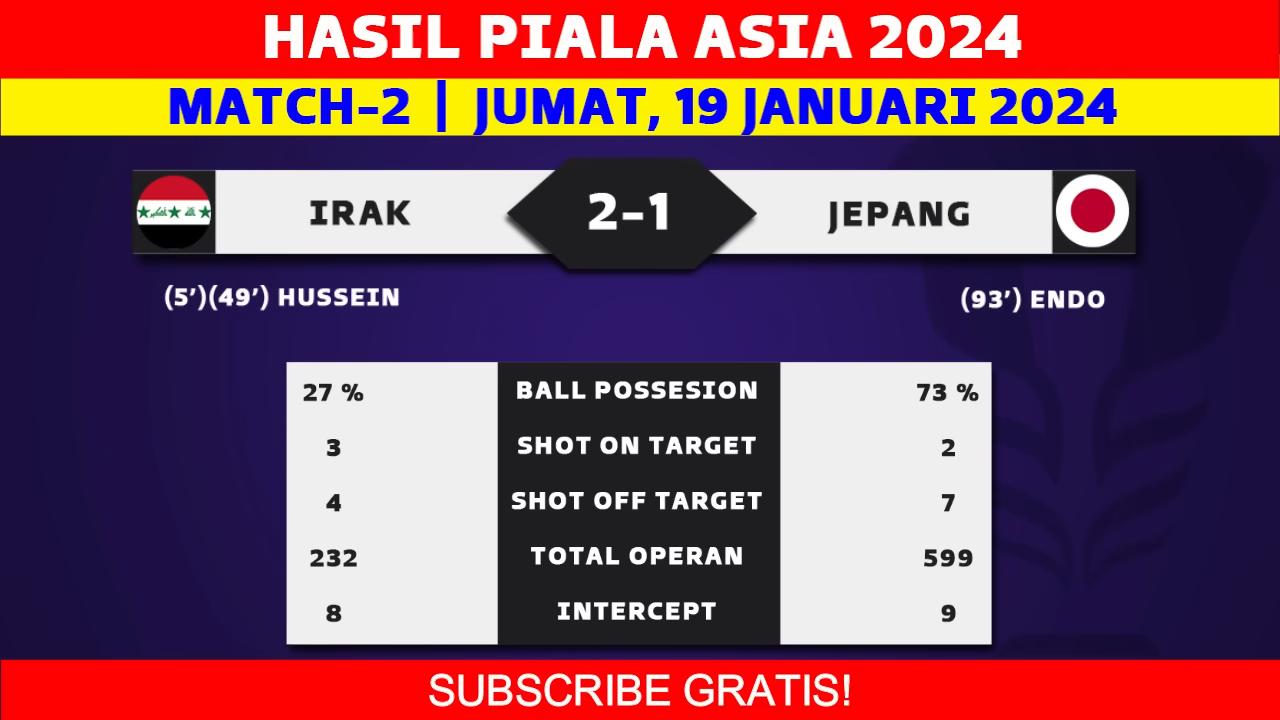 HASIL PIALA ASIA 2024
MATCH-2 | JUMAT, 19 JANUARI 2024
IRAK 2-1 JEPANG
(5')(49') HUSSEIN (93') ENDO
27 % BALL POSSESION 73 %
3 SHOT ON TARGET 2
4 SHOT OFF TARGET 7
232 TOTAL OPERAN 599
8 INTERCEPT 9
SUBSCRIBE GRATIS!